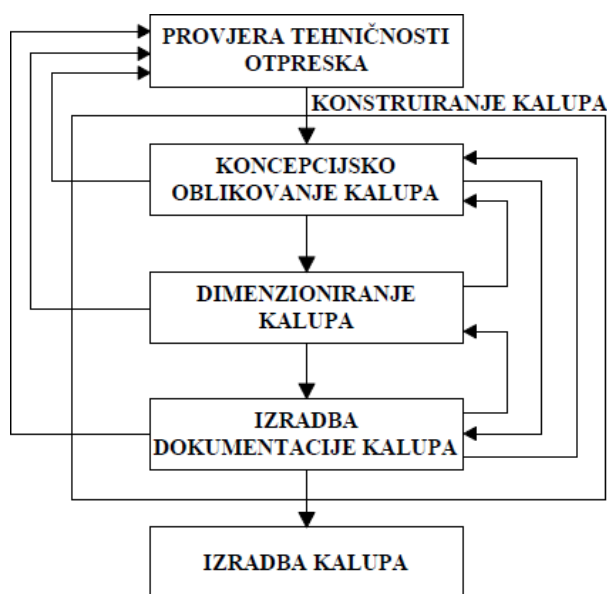 PROVJERA TEHNIČNOSTI
OTPRESKA
KONSTRUIRANJE KALUPA
KONCEPCIJSKO
OBLIKOVANJE KALUPA
DIMENZIONIRANJE
KALUPA
IZRADBA
DOKUMENTACIJE KALUPA
IZRADBA KALUPA